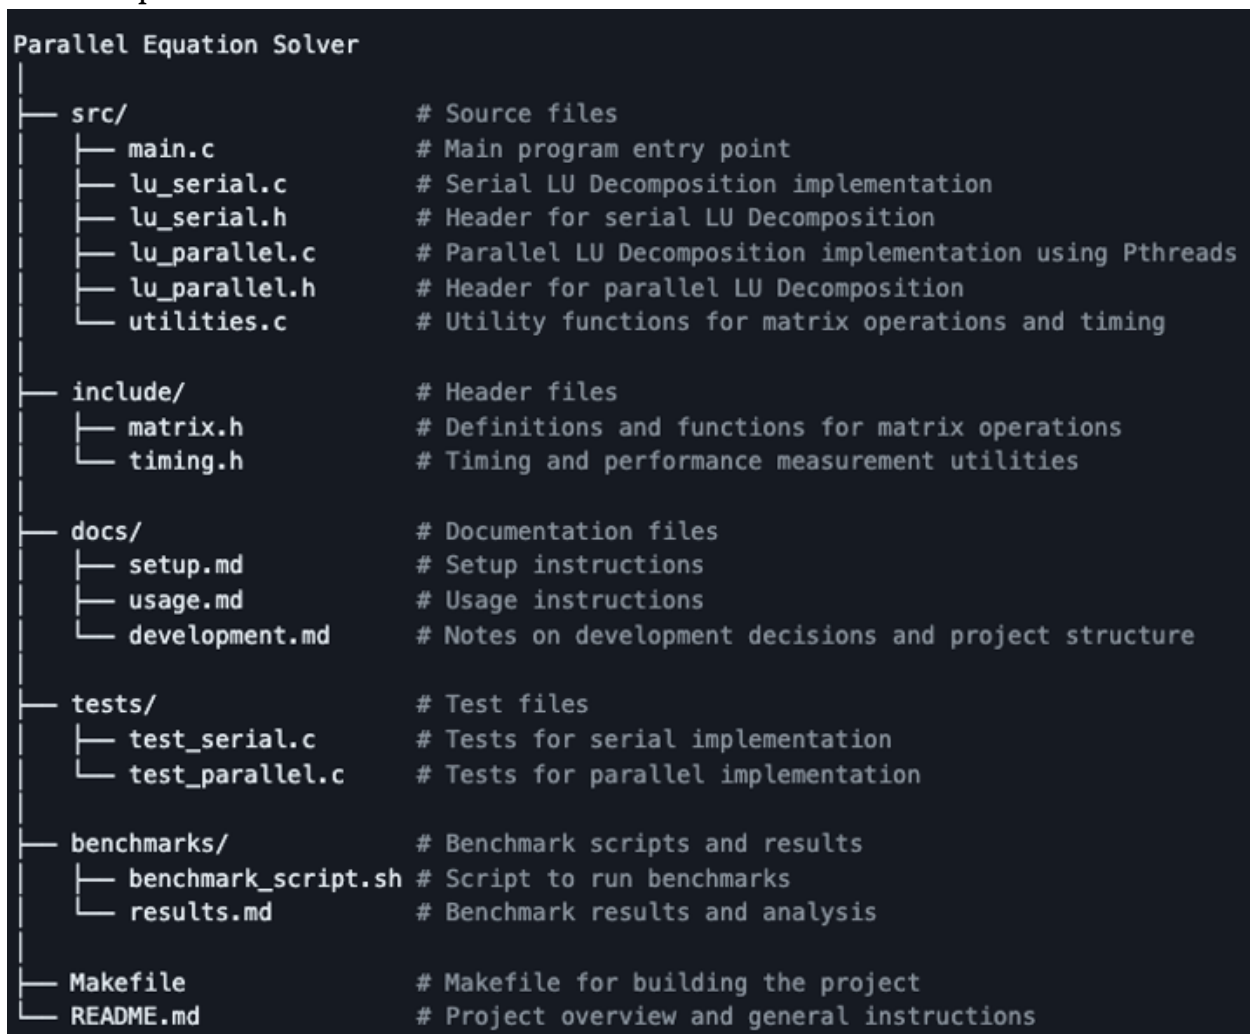 Parallel Equation Solver
│
├── src/                    # Source files
│   ├── main.c              # Main program entry point
│   ├── lu_serial.c         # Serial LU Decomposition implementation
│   ├── lu_serial.h         # Header for serial LU Decomposition
│   ├── lu_parallel.c       # Parallel LU Decomposition implementation using Pthreads
│   ├── lu_parallel.h       # Header for parallel LU Decomposition
│   └── utilities.c         # Utility functions for matrix operations and timing
│
├── include/                # Header files
│   ├── matrix.h            # Definitions and functions for matrix operations
│   └── timing.h            # Timing and performance measurement utilities
│
├── docs/                   # Documentation files
│   ├── setup.md            # Setup instructions
│   ├── usage.md            # Usage instructions
│   └── development.md      # Notes on development decisions and project structure
│
├── tests/                  # Test files
│   ├── test_serial.c       # Tests for serial implementation
│   └── test_parallel.c     # Tests for parallel implementation
│
├── benchmarks/             # Benchmark scripts and results
│   ├── benchmark_script.sh # Script to run benchmarks
│   └── results.md          # Benchmark results and analysis
│
├── Makefile                # Makefile for building the project
└── README.md               # Project overview and general instructions